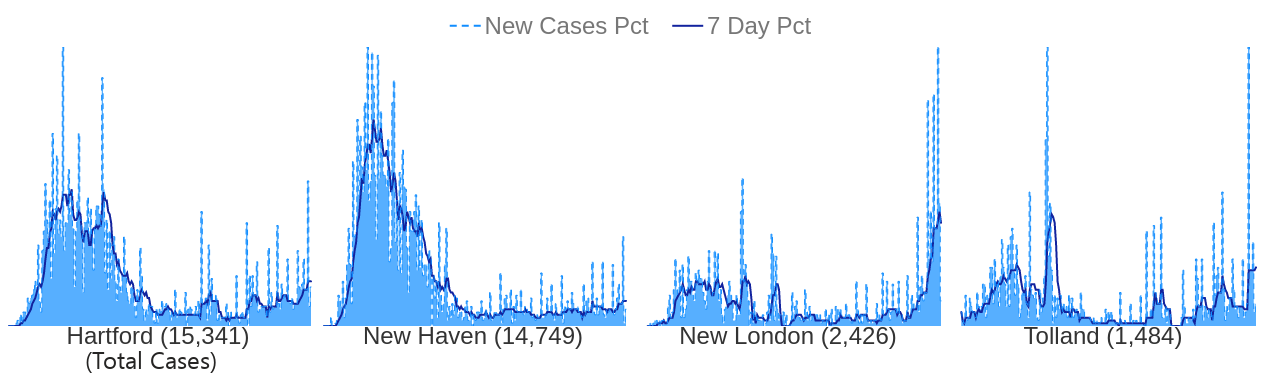 New Cases Pct 7 Day Pct
Hartford (15,341) New Haven (14,749) New London (2,426) Tolland (1,484)
(Total Cases)